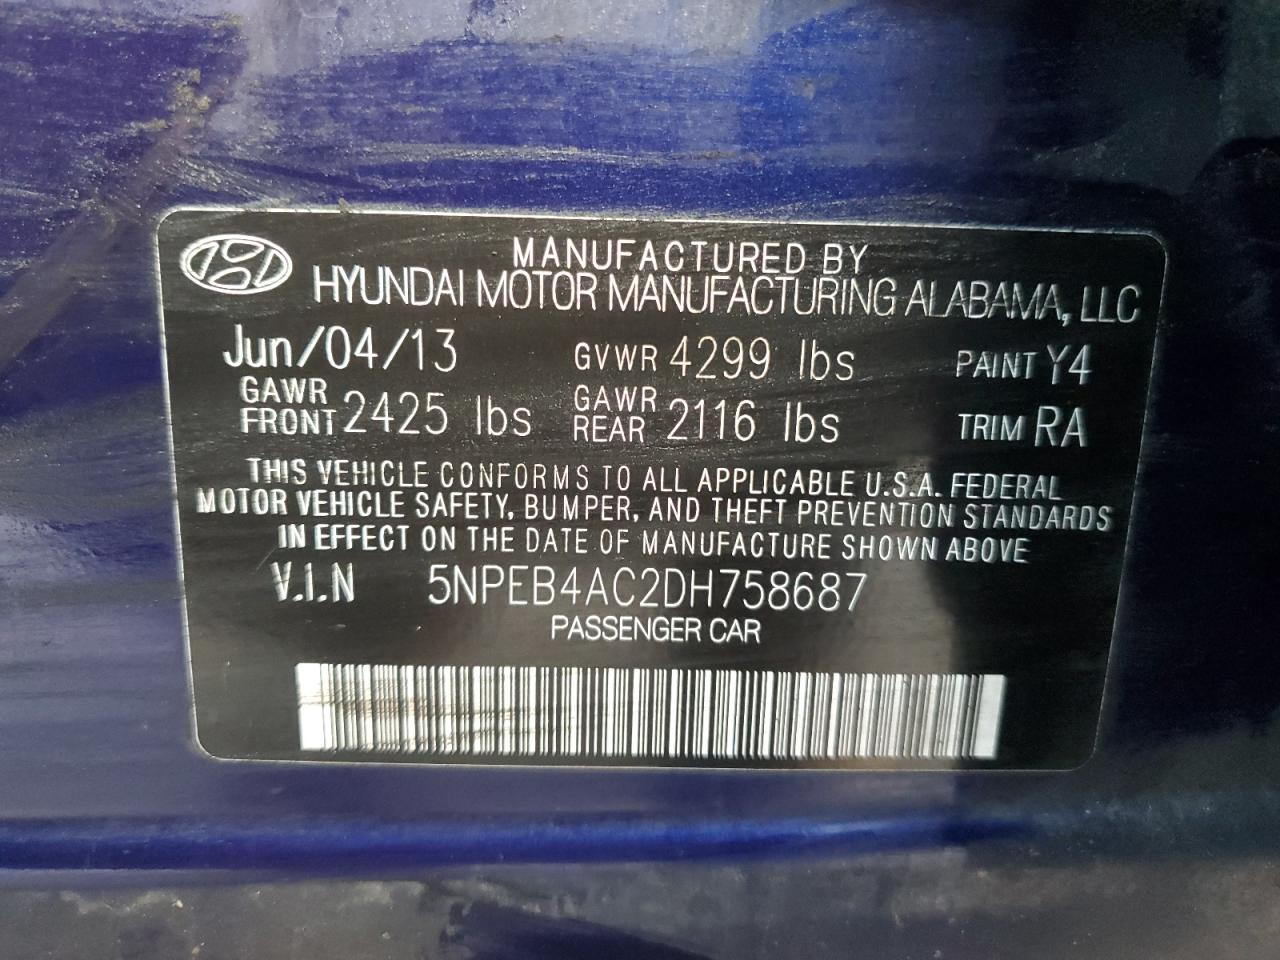 MANUFACTURED BY
HYUNDAI MOTOR MANUFACTURING ALABAMA, LLC
Jun/04/13 GVWR 4299 lbs PAINT Y4
GAWR FRONT 2425 lbs GAWR REAR 2116 lbs TRIM RA
THIS VEHICLE CONFORMS TO ALL APPLICABLE U.S.A. FEDERAL
MOTOR VEHICLE SAFETY, BUMPER, AND THEFT PREVENTION STANDARDS
IN EFFECT ON THE DATE OF MANUFACTURE SHOWN ABOVE
V.I.N 5NPEB4AC2DH758687
PASSENGER CAR